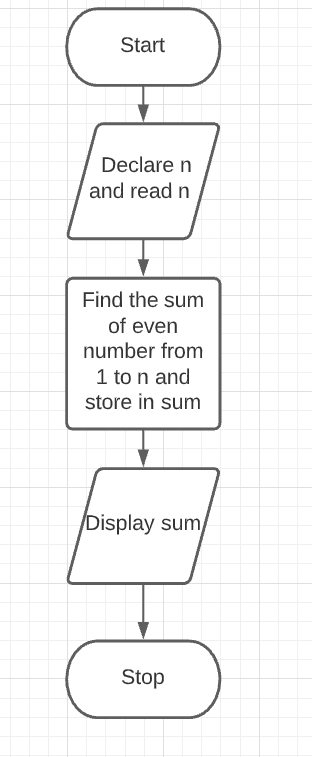 Start
Declare n
and read n
Find the sum
of even
number from
1 to n and
store in sum
Display sum
Stop